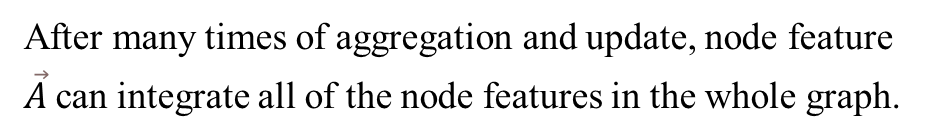 After many times of aggregation and update, node feature
$\vec{A}$ can integrate all of the node features in the whole graph.